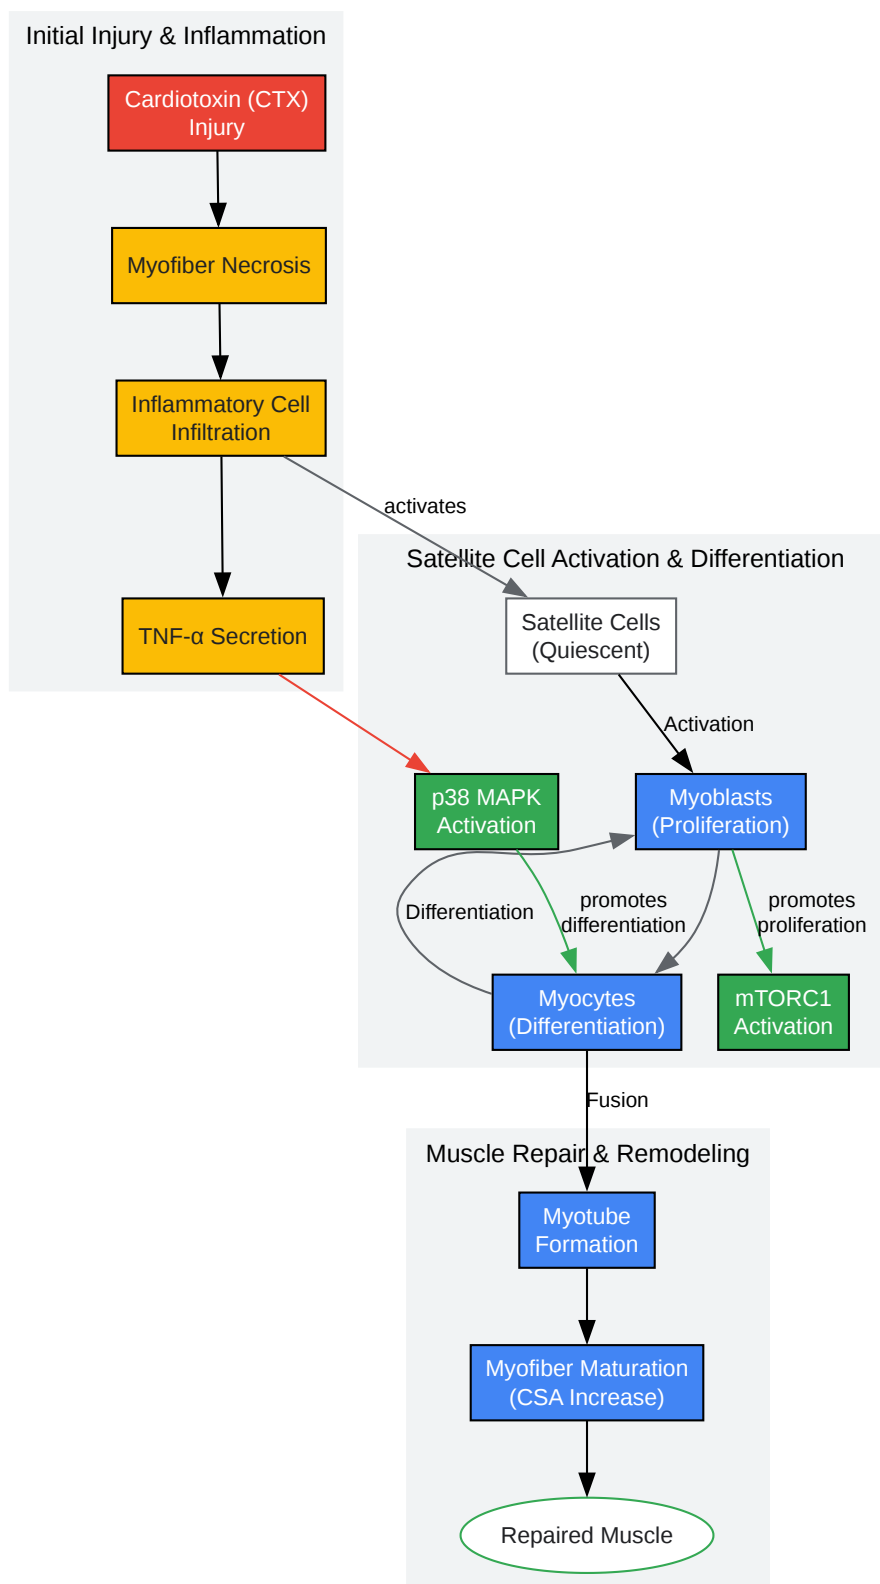 Initial Injury & Inflammation
Cardiotoxin (CTX)
Injury
Myofiber Necrosis
Inflammatory Cell
Infiltration
activates
Satellite Cell Activation & Differentiation
TNF-α Secretion
Satellite Cells
(Quiescent)
Activation
p38 MAPK
Activation
Myoblasts
(Proliferation)
Differentiation
promotes
differentiation
promotes
proliferation
Myocytes
(Differentiation)
mTORC1
Activation
Fusion
Muscle Repair & Remodeling
Myotube
Formation
Myofiber Maturation
(CSA Increase)
Repaired Muscle